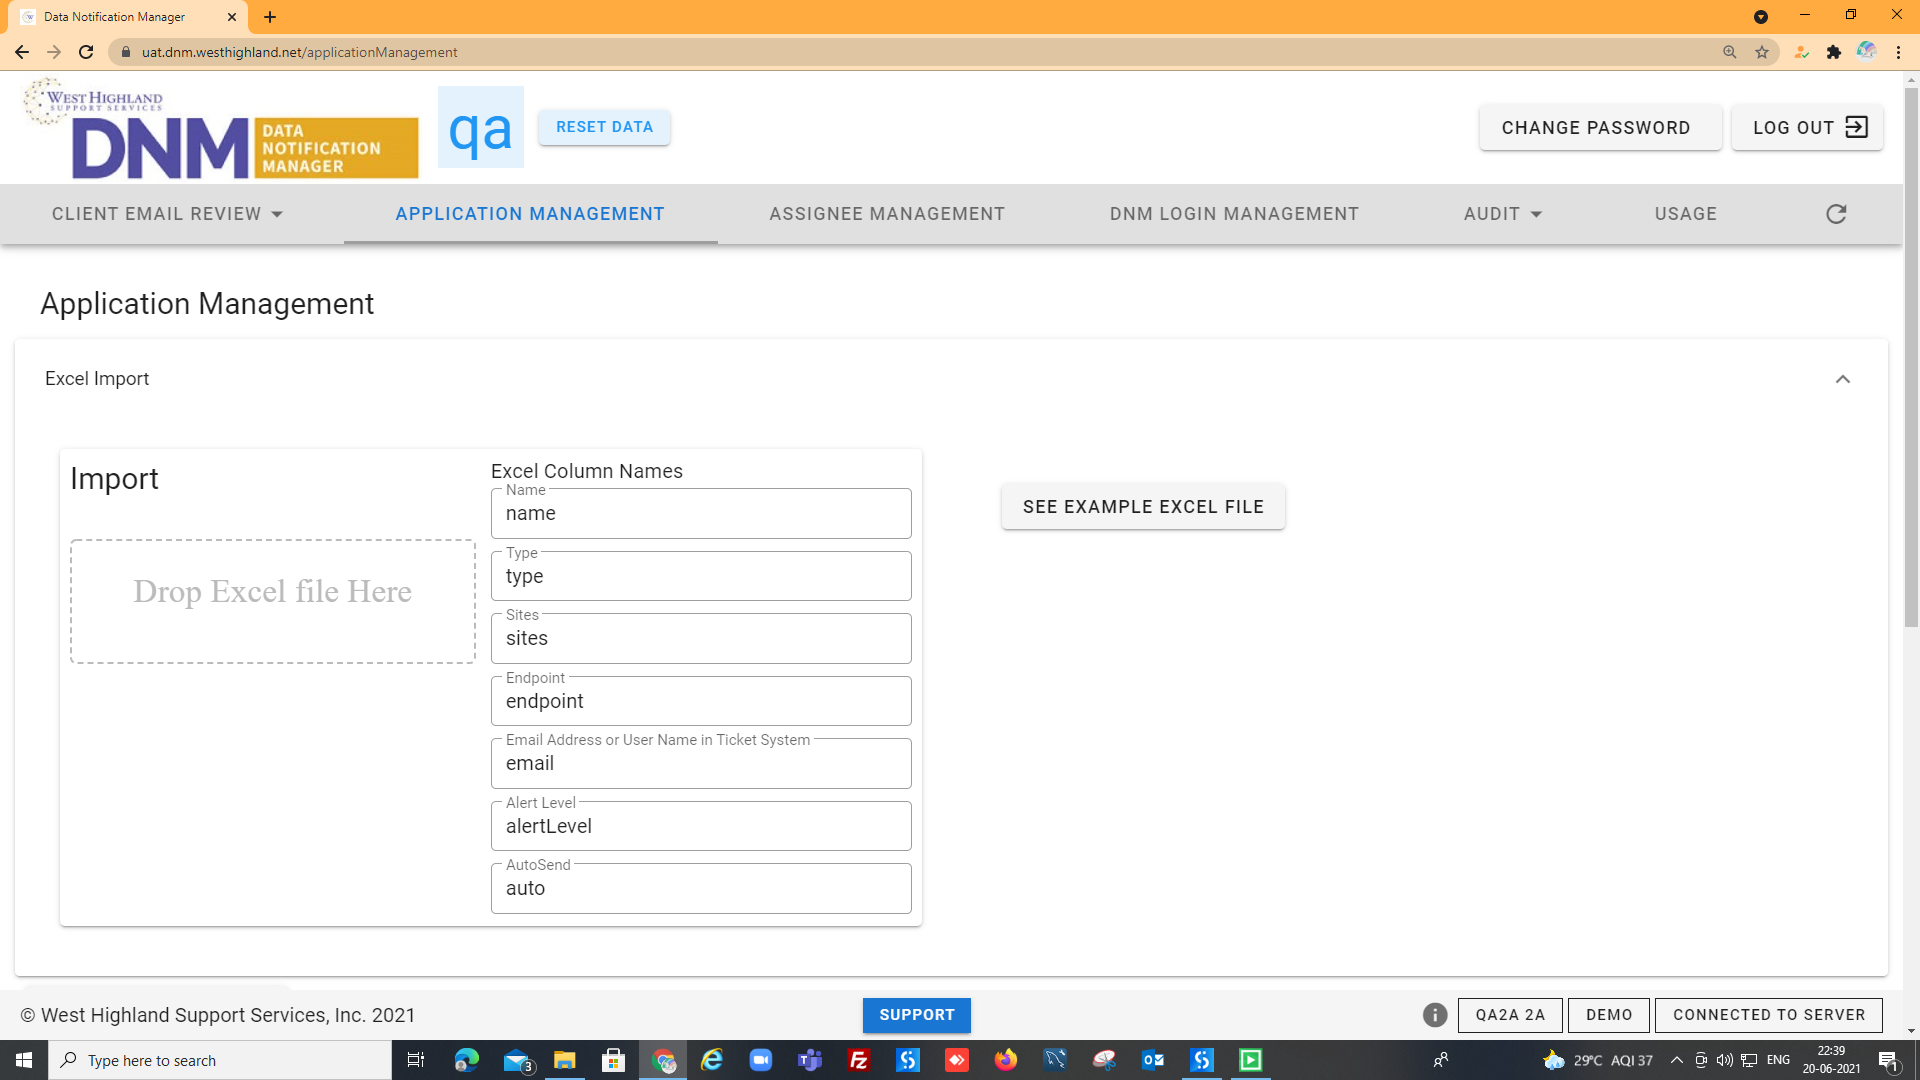 Data Notification Manager
uat.dnm.westhighland.net/applicationManagement
WEST HIGHLAND
SUPPORT SERVICES
DNM DATA NOTIFICATION MANAGER
qa
RESET DATA
CHANGE PASSWORD
LOG OUT
CLIENT EMAIL REVIEW
APPLICATION MANAGEMENT
ASSIGNEE MANAGEMENT
DNM LOGIN MANAGEMENT
AUDIT
USAGE
Application Management
Excel Import
Import
Drop Excel file Here
Excel Column Names
Name
name
Type
type
Sites
sites
Endpoint
endpoint
Email Address or User Name in Ticket System
email
Alert Level
alertLevel
AutoSend
auto
SEE EXAMPLE EXCEL FILE
© West Highland Support Services, Inc. 2021
SUPPORT
QA2A 2A
DEMO
CONNECTED TO SERVER
Type here to search
3
29°C AQI 37
ENG
22:39
20-06-2021
1